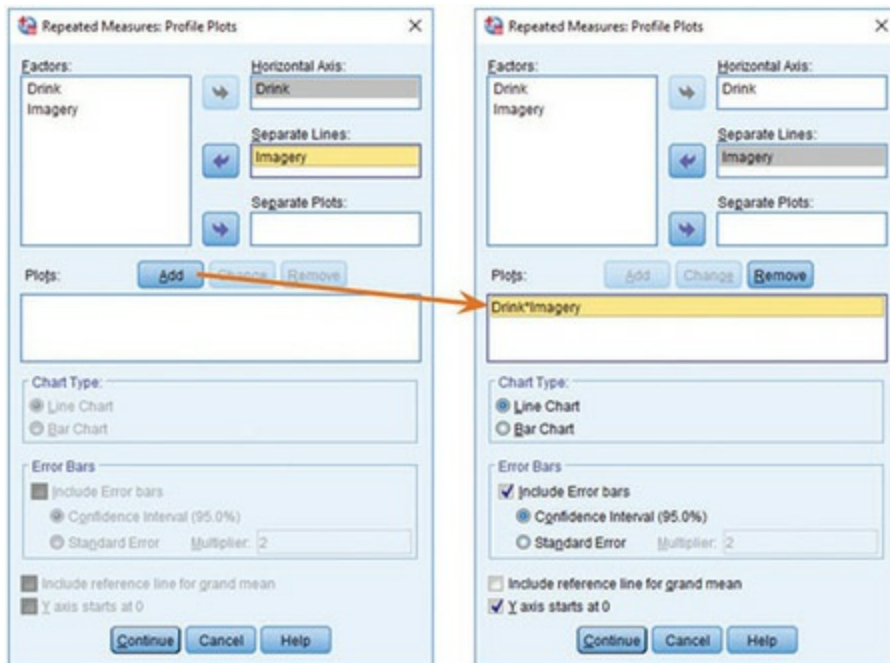 Repeated Measures: Profile Plots
Factors:
Drink
Imagery
Horizontal Axis:
Drink
Separate Lines:
Imagery
Separate Plots:
Plots:
Add Change Remove
Chart Type:
Line Chart
Bar Chart
Error Bars
Include Error bars
Confidence Interval (95.0%)
Standard Error Multiplier: 2
Include reference line for grand mean
Y axis starts at 0
Continue Cancel Help
Repeated Measures: Profile Plots
Factors:
Drink
Imagery
Horizontal Axis:
Drink
Separate Lines:
Imagery
Separate Plots:
Plots:
Add Change Remove
Drink*Imagery
Chart Type:
Line Chart
Bar Chart
Error Bars
Include Error bars
Confidence Interval (95.0%)
Standard Error Multiplier: 2
Include reference line for grand mean
Y axis starts at 0
Continue Cancel Help